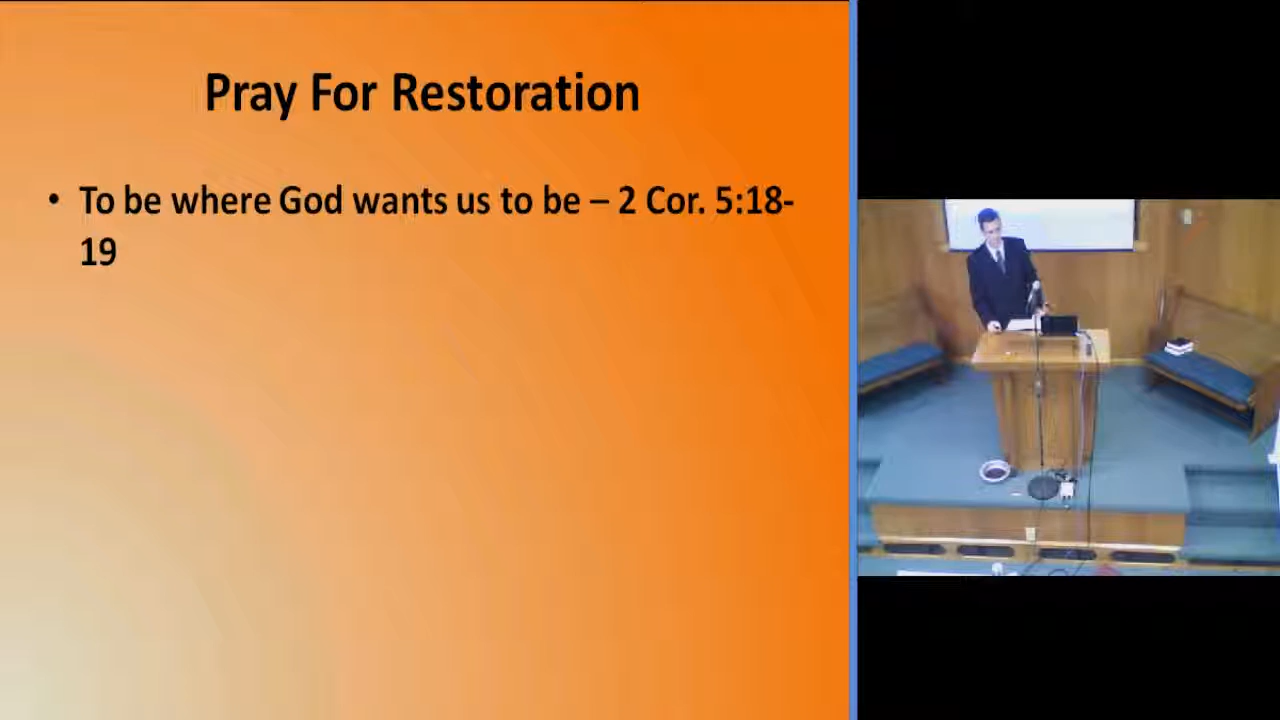 Pray For Restoration
• To be where God wants us to be – 2 Cor. 5:18-
19